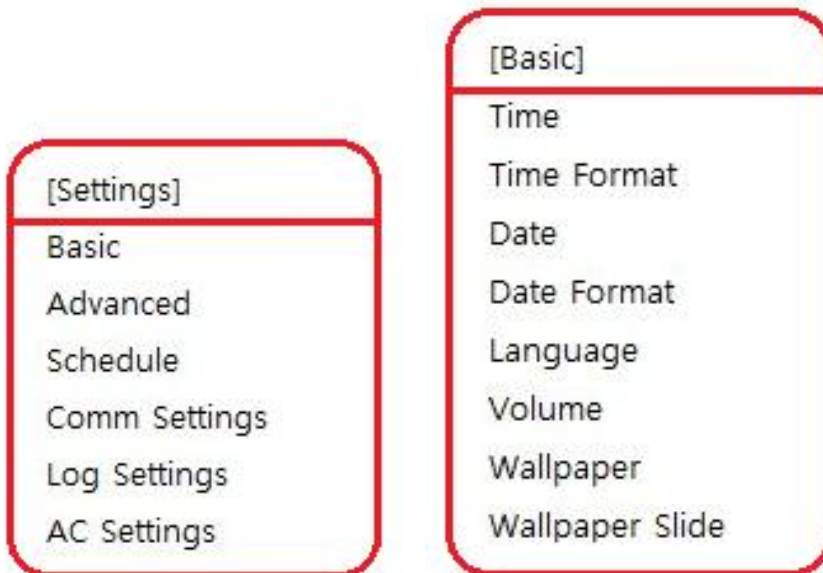 [Settings]
Basic
Advanced
Schedule
Comm Settings
Log Settings
AC Settings
[Basic]
Time
Time Format
Date
Date Format
Language
Volume
Wallpaper
Wallpaper Slide